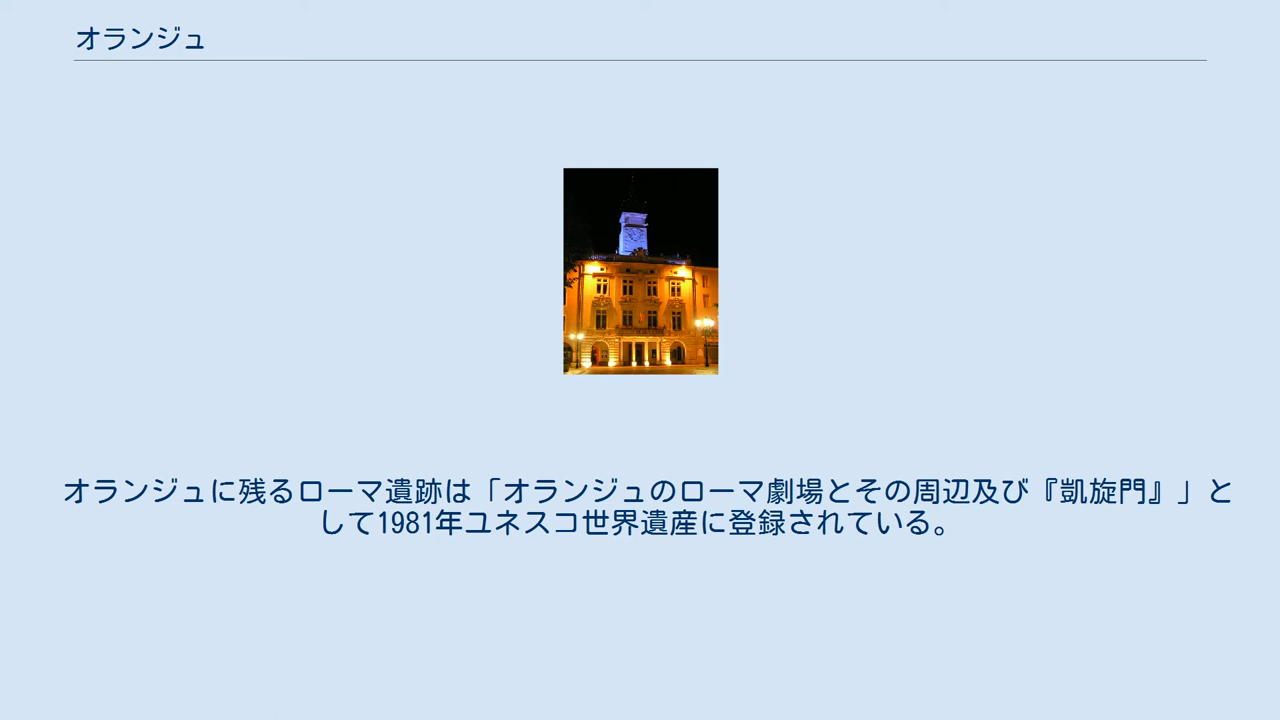 オランジュ
オランジュに残るローマ遺跡は「オランジュのローマ劇場とその周辺及び『凱旋門』」と
して1981年ユネスコ世界遺産に登録されている。